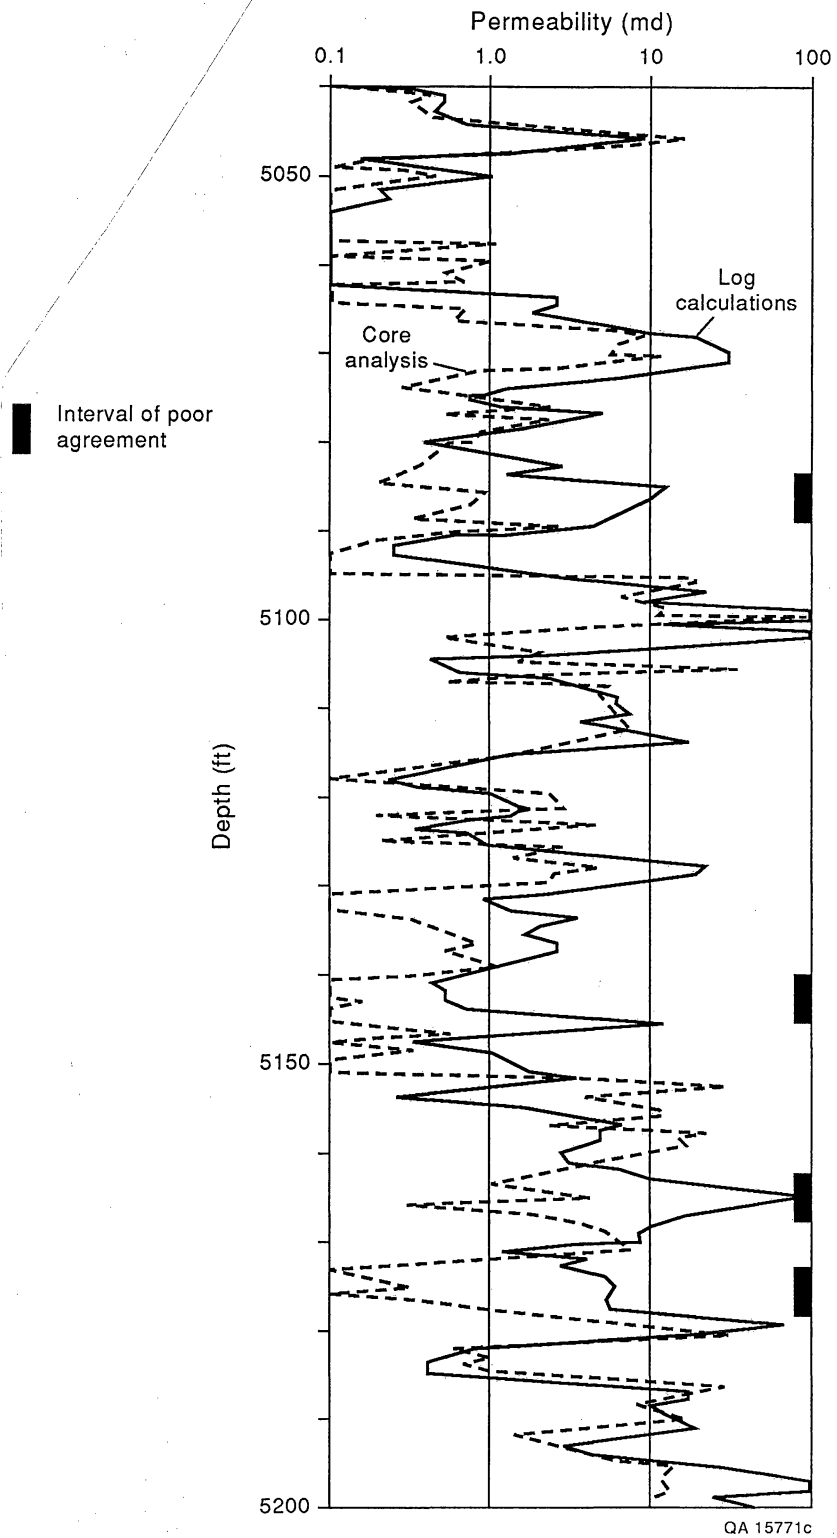 Permeability (md)
0.1 1.0 10 100
5050
Log
calculations
Core
analysis
Interval of poor
agreement
5100
Depth (ft)
5150
5200
QA 15771c